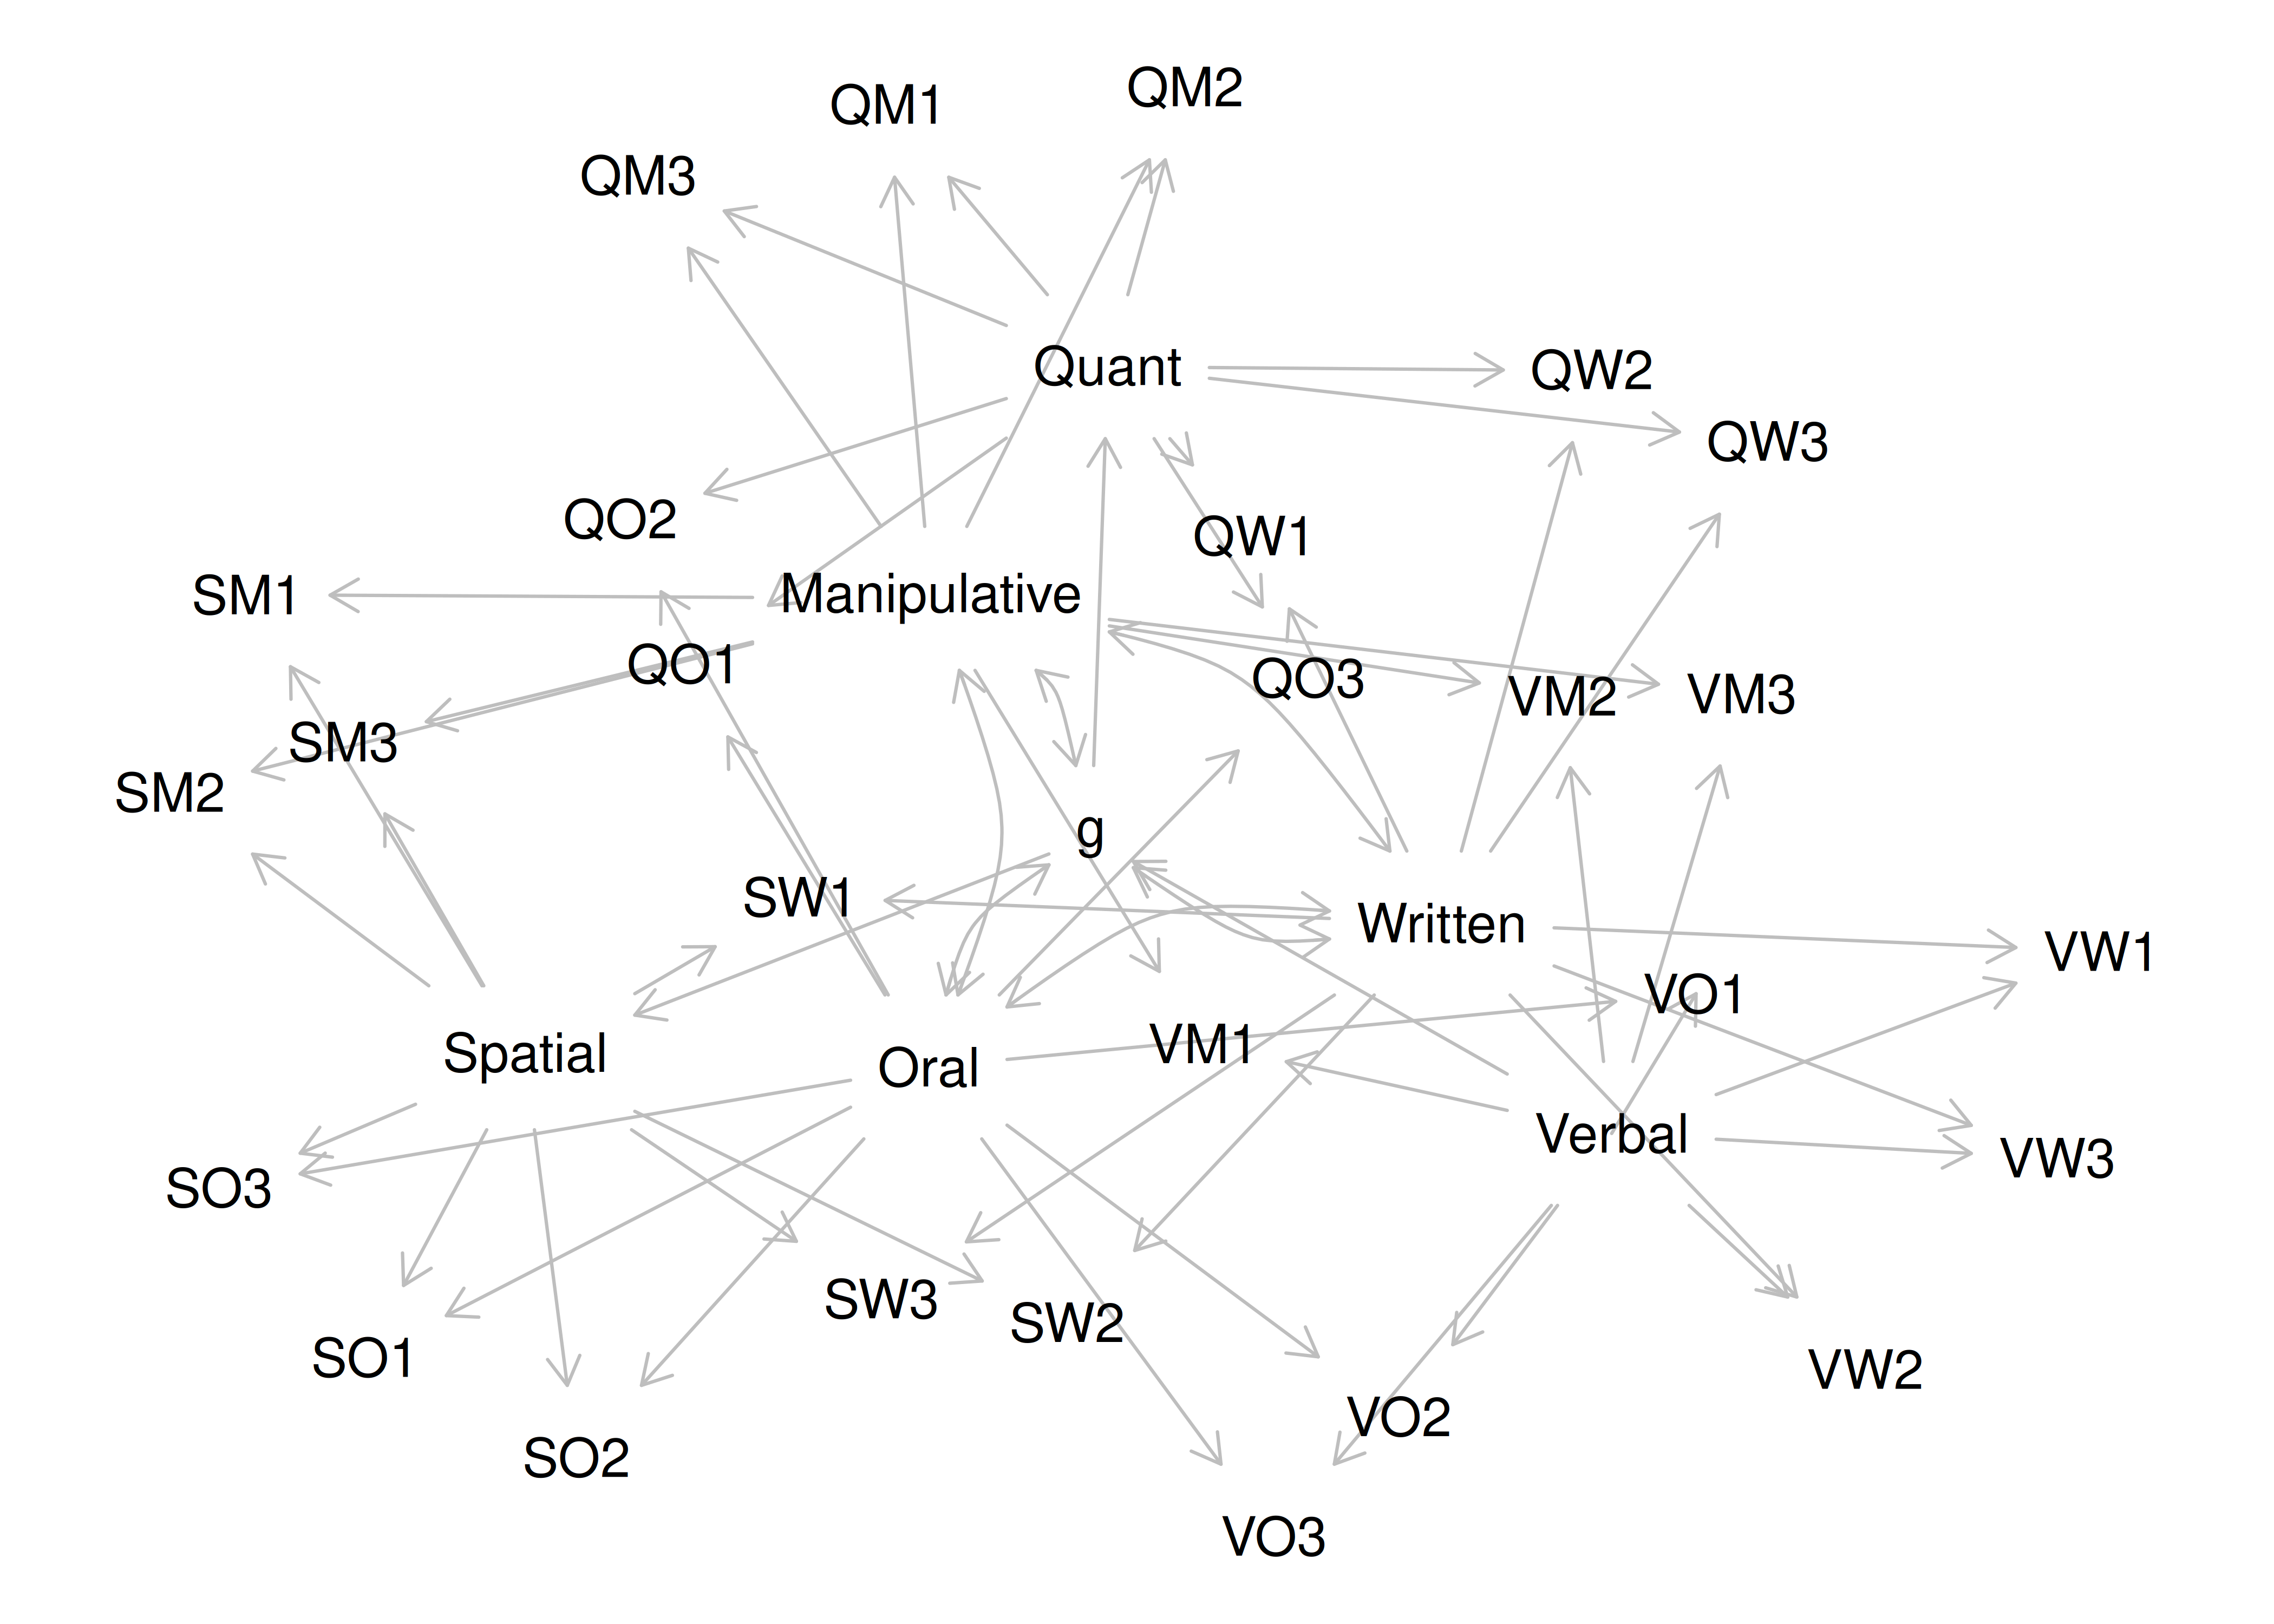 QM2
QM1
QM3
Quant
QW2
QW3
QO2
QW1
SM1
Manipulative
QO1
QO3
VM2
VM3
SM3
SM2
g
SW1
Written
VW1
VO1
VM1
Spatial
Oral
Verbal
VW3
SO3
SW3
SW2
SO1
VW2
VO2
SO2
VO3